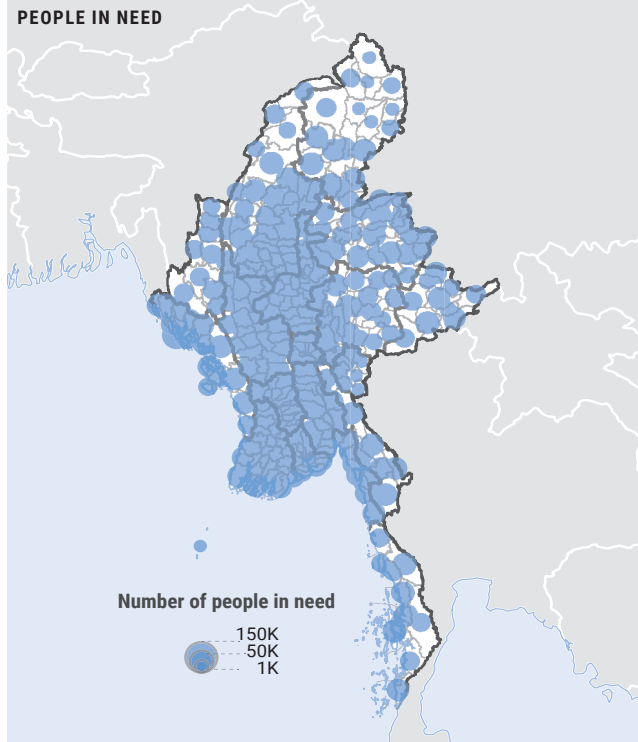 PEOPLE IN NEED
Number of people in need
150K
50K
1K